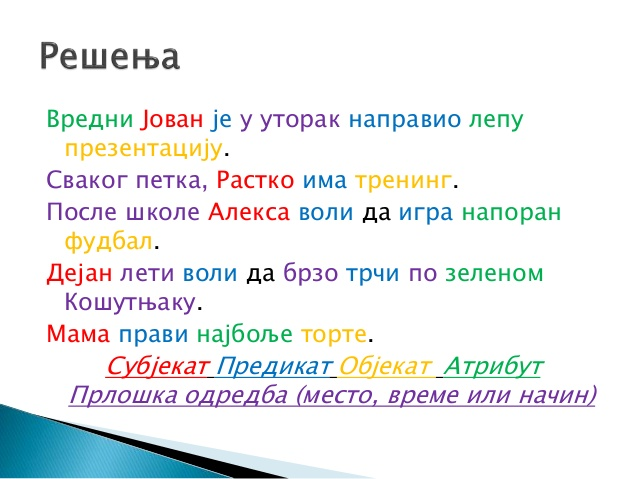 Решења
Вредни Јован је у уторак направио лепу
презентацију.
Сваког петка, Растко има тренинг.
После школе Алекса воли да игра напоран
фудбал.
Дејан лети воли да брзо трчи по зеленом
Кошутњаку.
Мама прави најбоље торте.
Субјекат Предикат Објекат Атрибут
Прлошка одредба (место, време или начин)